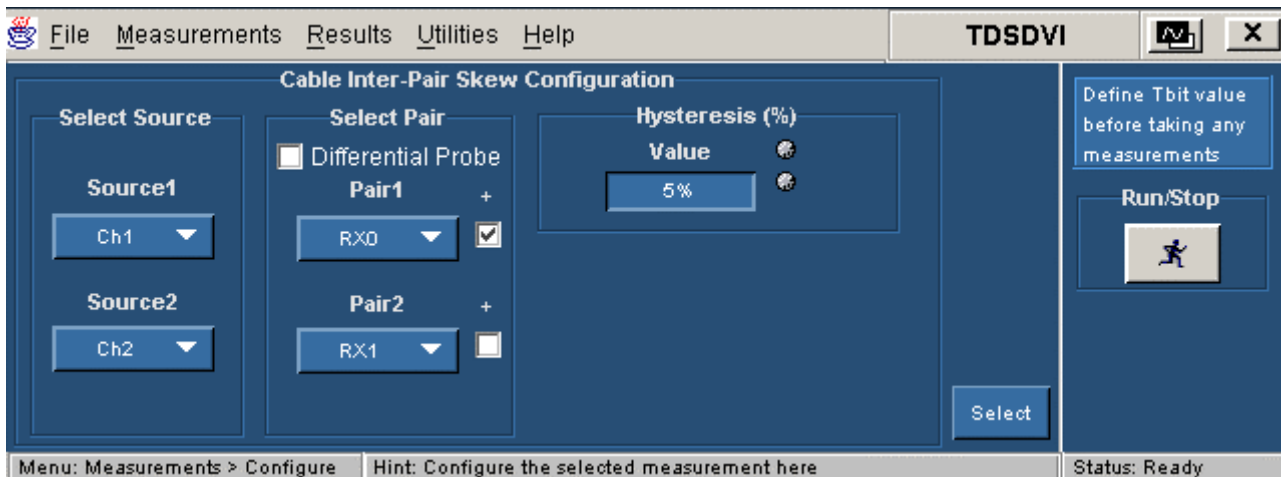 File Measurements Results Utilities Help TDSDVI
Cable Inter-Pair Skew Configuration
Select Source
Source1
Ch1
Source2
Ch2
Select Pair
Differential Probe
Pair1 +
RX0
Pair2 +
RX1
Hysteresis (%)
Value
5%
Select
Define Tbit value
before taking any
measurements
Run/Stop
Menu: Measurements > Configure
Hint: Configure the selected measurement here
Status: Ready